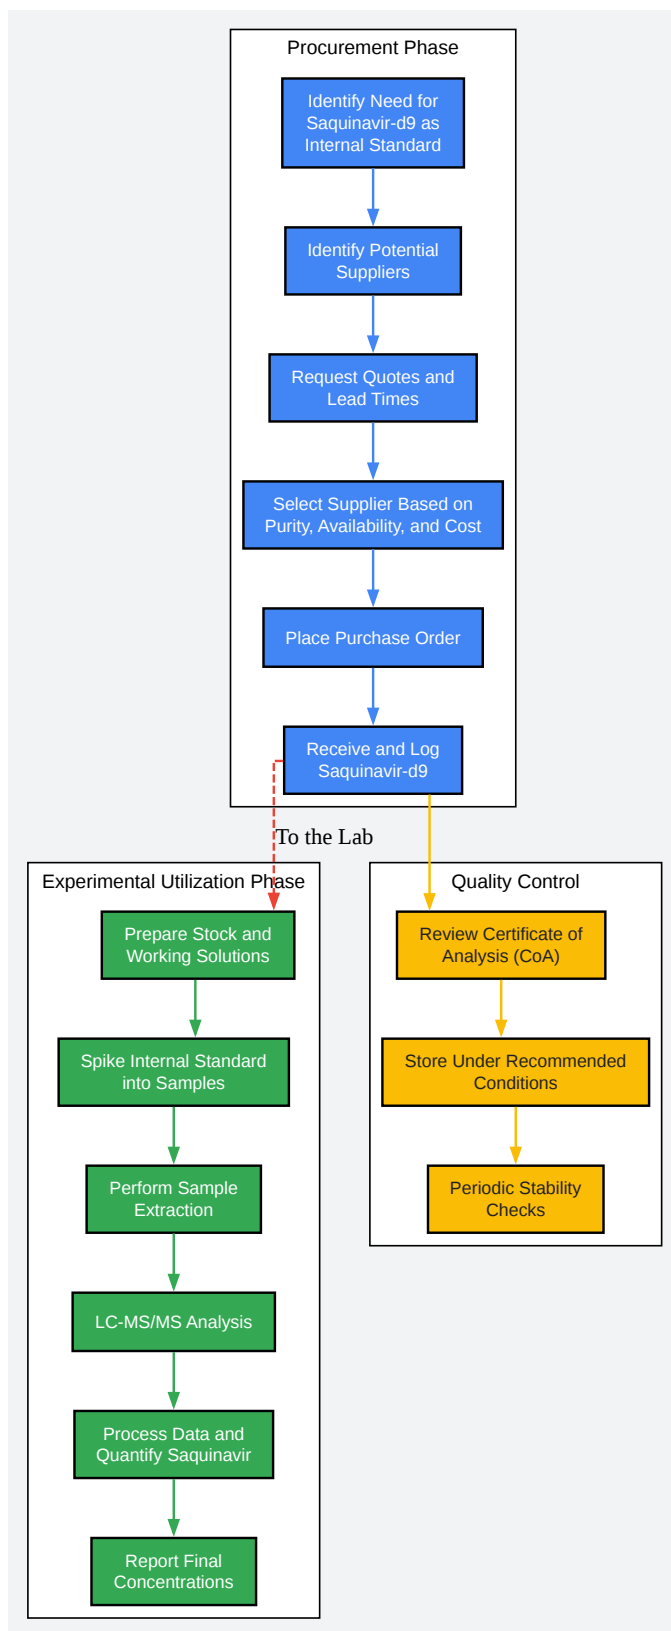 Procurement Phase
Identify Need for
Saquinavir-d9 as
Internal Standard
Identify Potential
Suppliers
Request Quotes and
Lead Times
Select Supplier Based on
Purity, Availability, and Cost
Place Purchase Order
Receive and Log
Saquinavir-d9
To the Lab
Experimental Utilization Phase
Prepare Stock and
Working Solutions
Spike Internal Standard
into Samples
Perform Sample
Extraction
LC-MS/MS Analysis
Process Data and
Quantify Saquinavir
Report Final
Concentrations
Quality Control
Review Certificate of
Analysis (CoA)
Store Under Recommended
Conditions
Periodic Stability
Checks